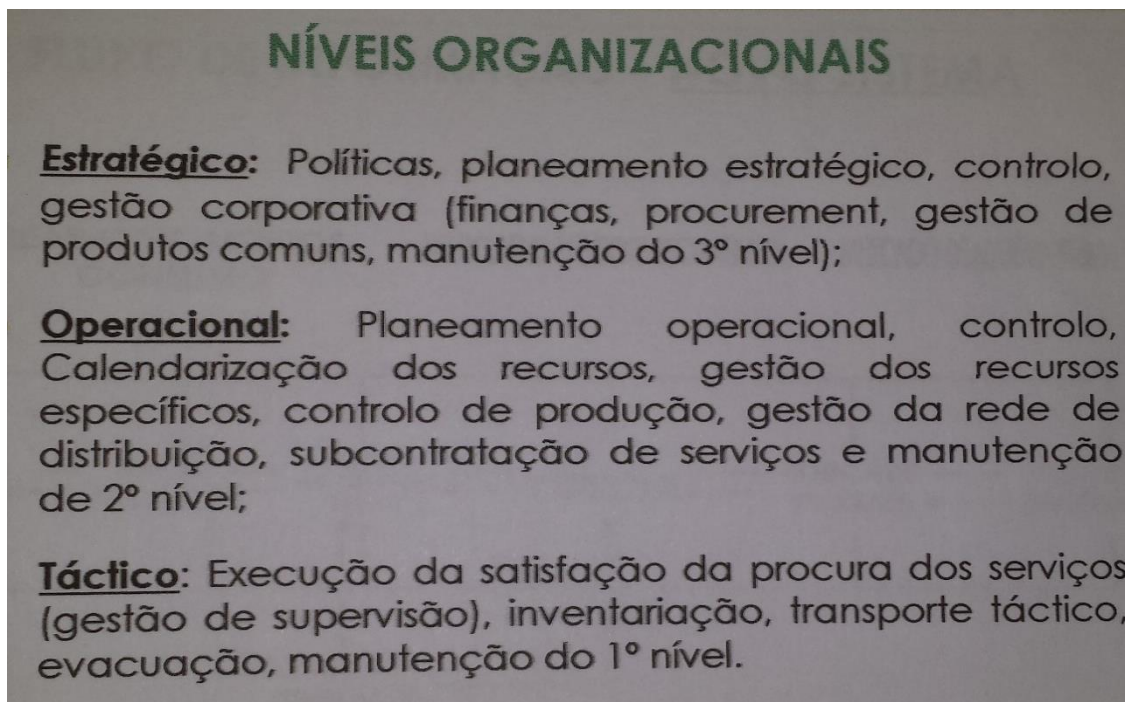 NÍVEIS ORGANIZACIONAIS
Estratégico: Políticas, planeamento estratégico, controlo,
gestão corporativa (finanças, procurement, gestão de
produtos comuns, manutenção do 3º nível);
Operacional: Planeamento operacional, controlo,
Calendarização dos recursos, gestão dos recursos
específicos, controlo de produção, gestão da rede de
distribuição, subcontratação de serviços e manutenção
de 2º nível;
Táctico: Execução da satisfação da procura dos serviços
(gestão de supervisão), inventariação, transporte táctico,
evacuação, manutenção do 1º nível.